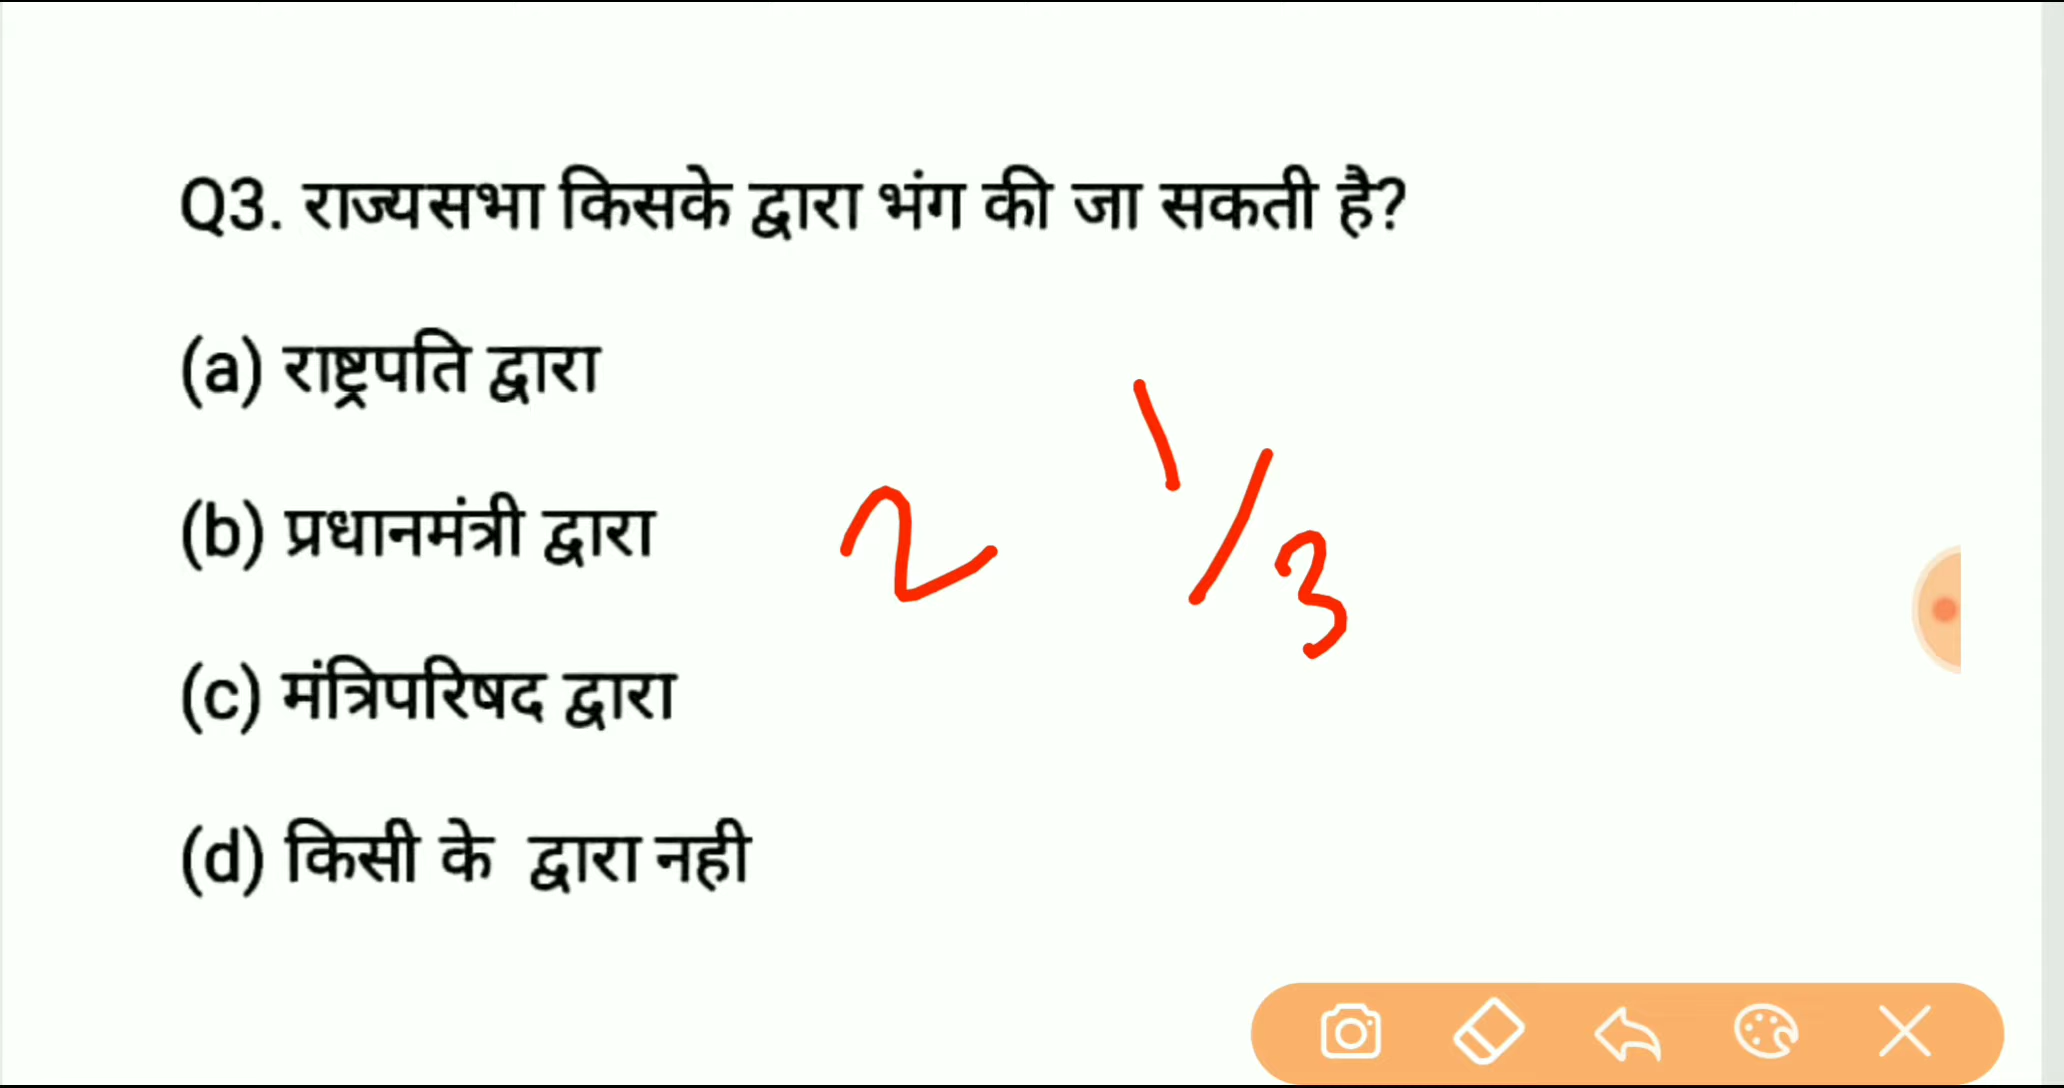 Q3. राज्यसभा किसके द्वारा भंग की जा सकती है?
(a) राष्ट्रपति द्वारा
(b) प्रधानमंत्री द्वारा
2 1/3
(c) मंत्रिपरिषद द्वारा
(d) किसी के द्वारा नही